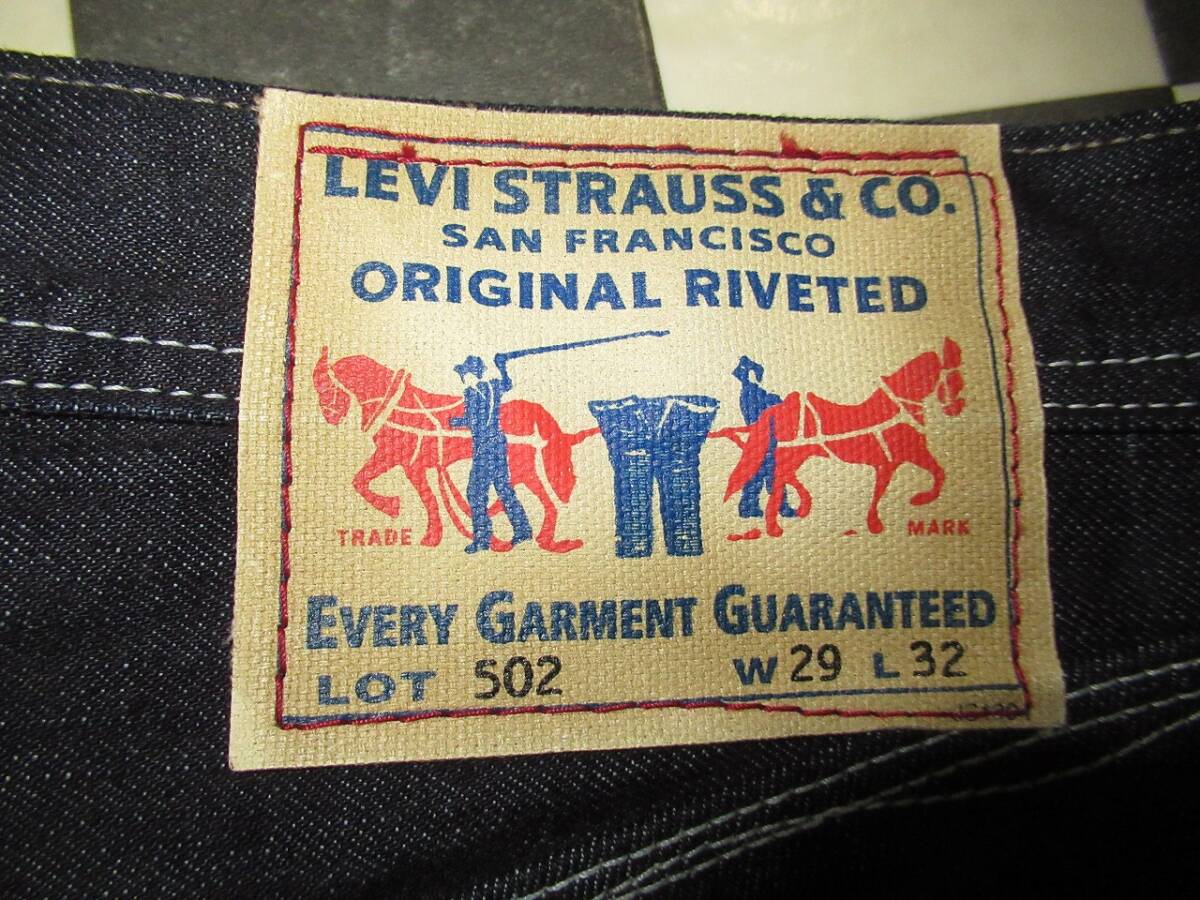 LEVI STRAUSS & CO.
SAN FRANCISCO
ORIGINAL RIVETED
TRADE MARK
EVERY GARMENT GUARANTEED
LOT 502 W 29 L 32